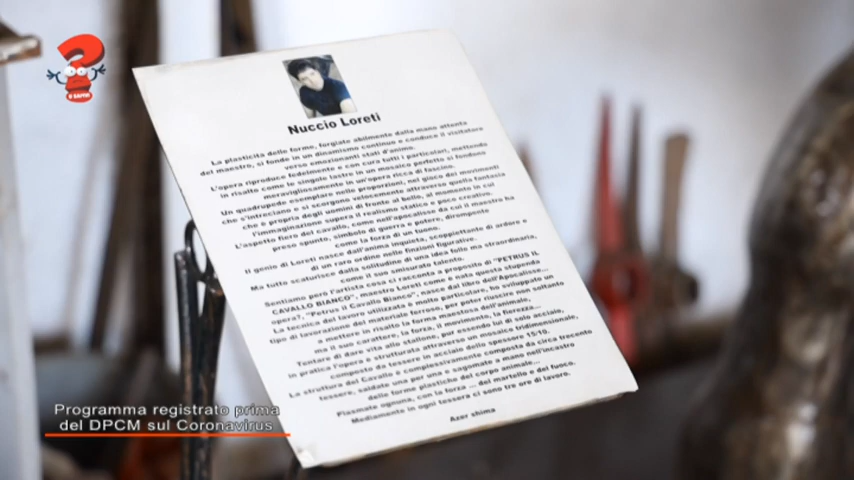 Nuccio Loreti
La plasticità delle forme, forgiate abilmente dalla mano attenta
del maestro, si fonde in un dinamismo continuo e conduce il visitatore
verso emozionanti stati d'anima.
L'opera riproduce fedelmente e con cura tutti i particolari, mettendo
in risalto come le singole lastre in un mosaico perfetto si fondono
meravigliosamente in un'opera ricca di fascino.
Un quadrupede esemplare nelle proporzioni, nel gioco dei movimenti
che s'intrecciano e si scorgono velocemente attraverso quella fantasia
che è propria degli uomini di fronte al bello, al momento in cui
l'immaginazione supera il realismo statico e poco creativo.
L'aspetto fiero del cavallo, come nell'apocalisse da cui il maestro ha
preso spunto, simbolo di guerra e potere, dirompente
come la forza di un tuono.
Il genio di Loreti nasce dall'anima inquieta, scoppiettante di ardore e
di un raro ordine nelle finzioni figurative.
Ma tutto scaturisce dalla solitudine di una idea folle ma straordinaria,
come il suo smisurato talento.
Sentiamo però l'artista cosa ci racconta a proposito di "PETRUS IL
CAVALLO BIANCO", maestro Loreti come è nata questa stupenda
opera?, "Petrus il Cavallo Bianco", nasce dal libro dell'Apocalisse...
La tecnica del lavoro utilizzata è molto particolare, ho sviluppato un
tipo di lavorazione del materiale ferroso, per poter riuscire non soltanto
a mettere in risalto la forma maestosa dell'animale,
ma il suo carattere, la forza, il movimento, la fierezza...
Tentare di dare vita allo stallone, pur essendo lui di solo acciaio,
in pratica l'opera è strutturata attraverso un mosaico tridimensionale,
composto da tessere in acciaio dello spessore 15/10.
La struttura del Cavallo è complessivamente composta da circa trecento
tessere, saldate una per una e sagomate a mano nell'incastro
delle forme plastiche del corpo animale...
Plasmate ognuna, con la forza ... del martello e del fuoco.
Mediamente in ogni tessera ci sono tre ore di lavoro.
Azer shima
Programma registrato prima
del DPCM sul Coronavirus